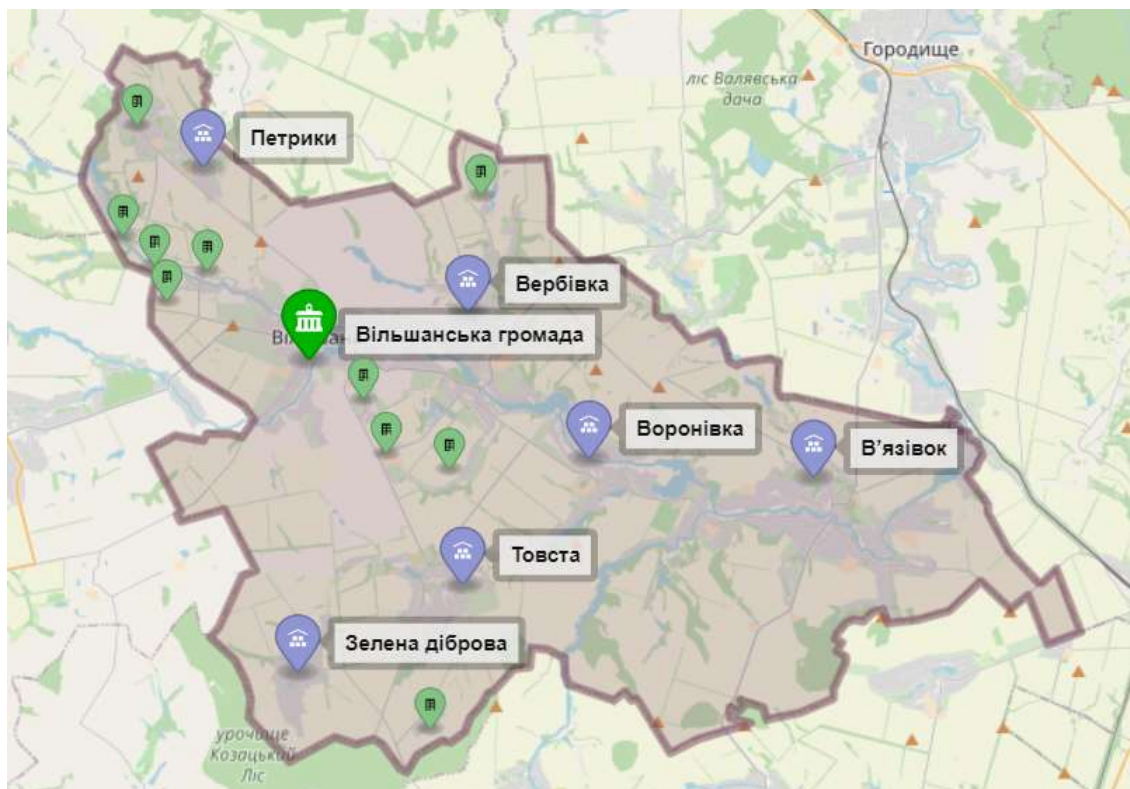 Городище
ліс Валявська
дача
Петрики
Вербівка
Вільшанська громада
Воронівка
В'язівок
Товста
Зелена діброва
урочище
Козацький
Ліс